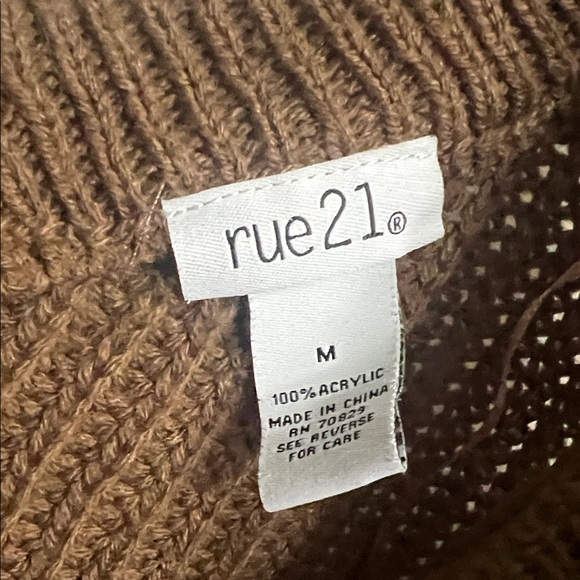 rue21®
M
100% ACRYLIC
MADE IN CHINA
RN 70829
SEE REVERSE
FOR CARE